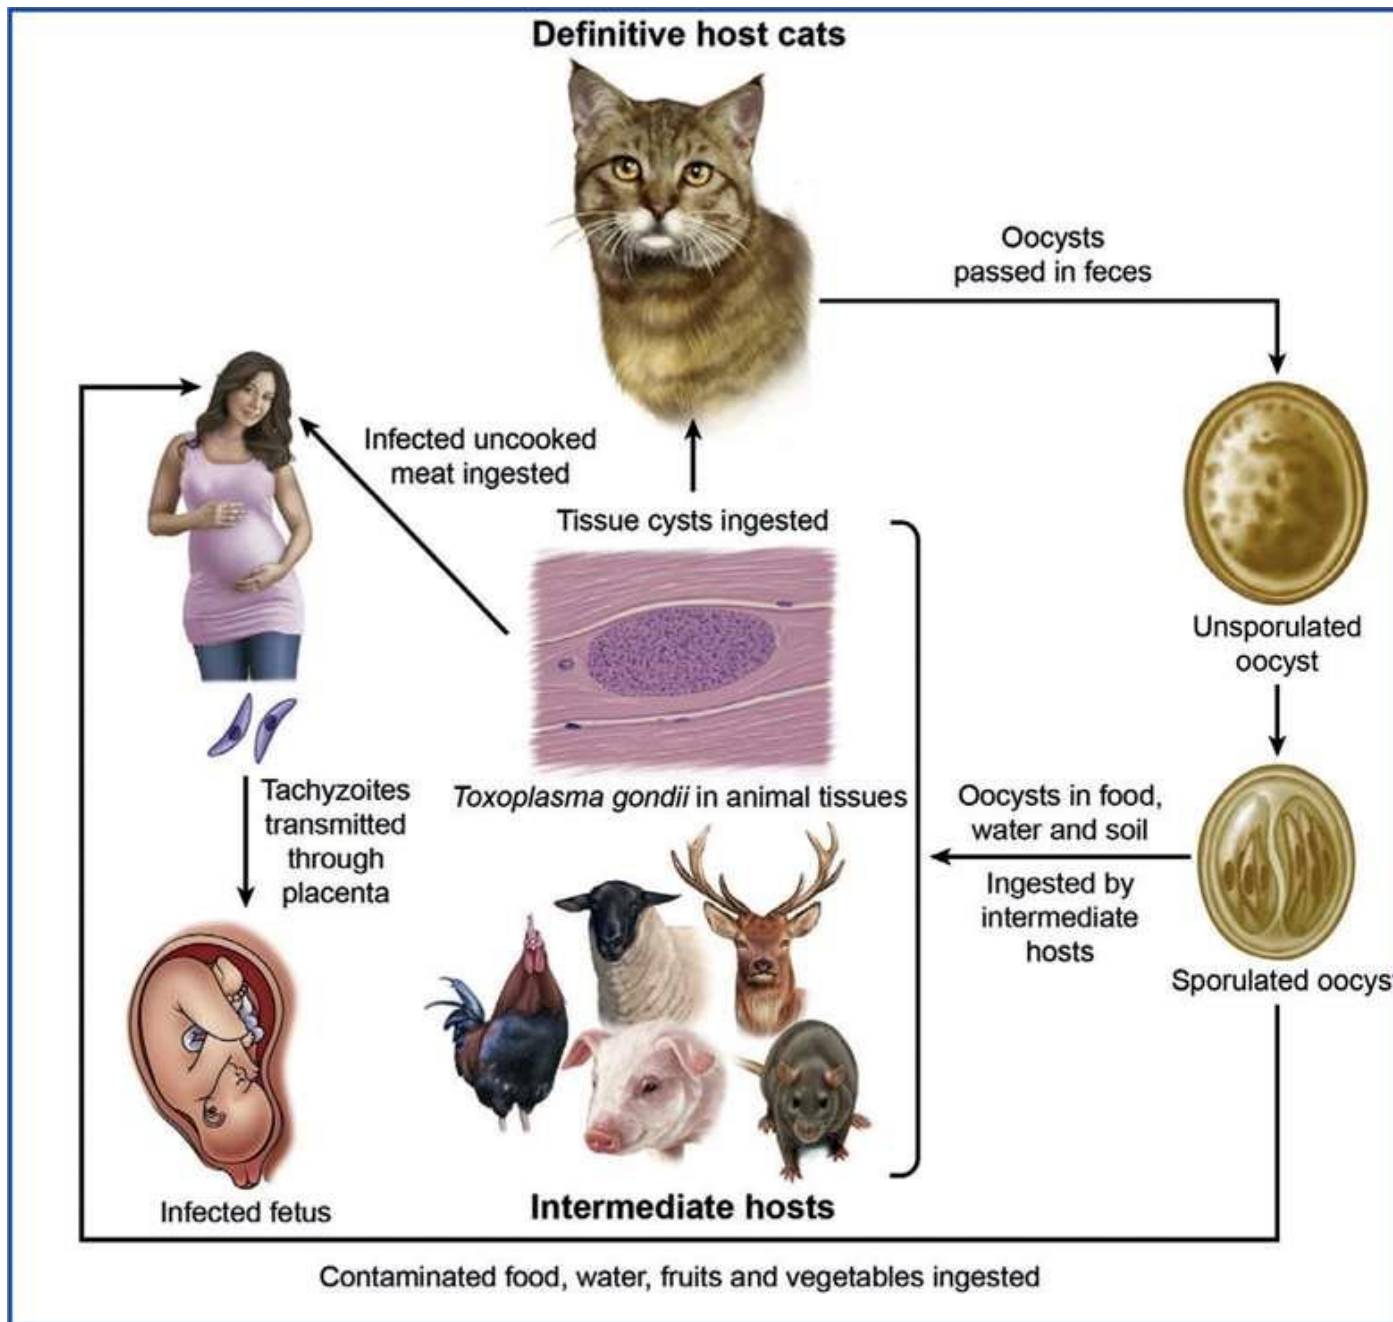 Definitive host cats
Oocysts
passed in feces
Infected uncooked
meat ingested
Tissue cysts ingested
Unsporulated
oocyst
Toxoplasma gondii in animal tissues
Tachyzoites
transmitted
through
placenta
Oocysts in food,
water and soil
Ingested by
intermediate
hosts
Sporulated oocyst
Infected fetus
Intermediate hosts
Contaminated food, water, fruits and vegetables ingested